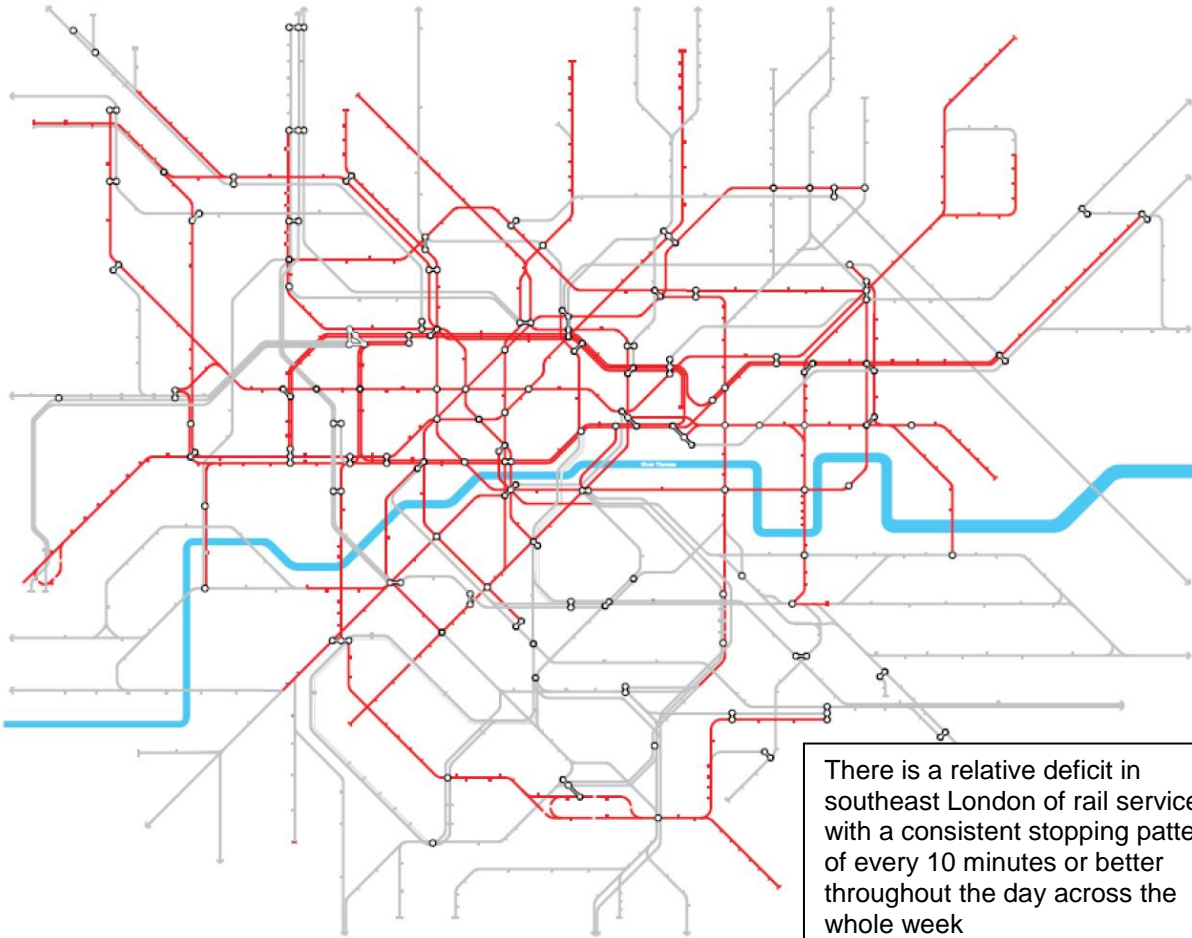 River Thames
There is a relative deficit in
southeast London of rail service
with a consistent stopping patte
of every 10 minutes or better
throughout the day across the
whole week